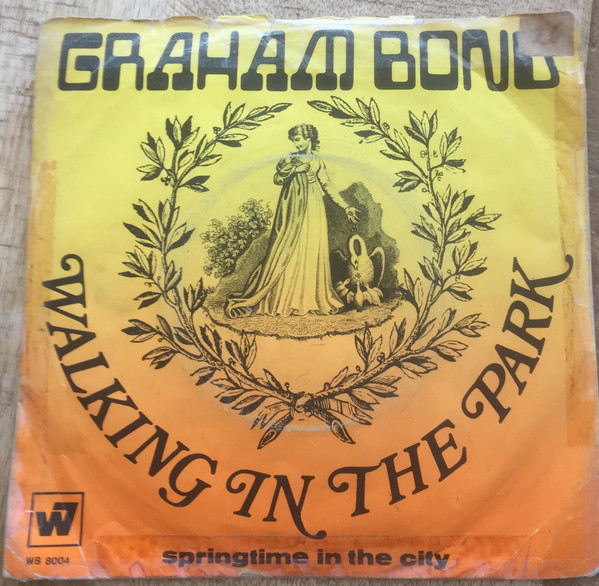 GRAHAM BOND
WALKING IN THE PARK
W
WS 8004
springtime in the city